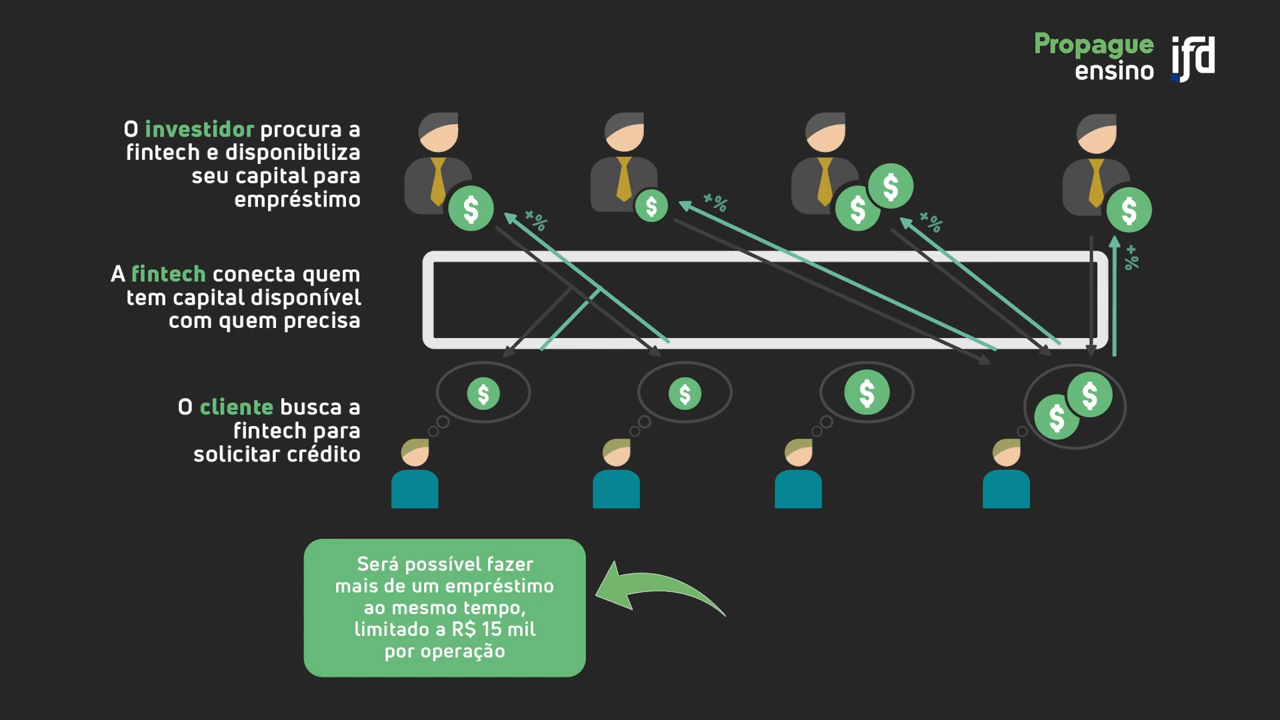 Propague
ensino
ifd
O investidor procura a
fintech e disponibiliza
seu capital para
empréstimo
$
$
$
$
$
+%
+%
+%
+%
A fintech conecta quem
tem capital disponível
com quem precisa
O cliente busca a
fintech para
solicitar crédito
$
$
$
$
$
Será possível fazer
mais de um empréstimo
ao mesmo tempo,
limitado a R$ 15 mil
por operação